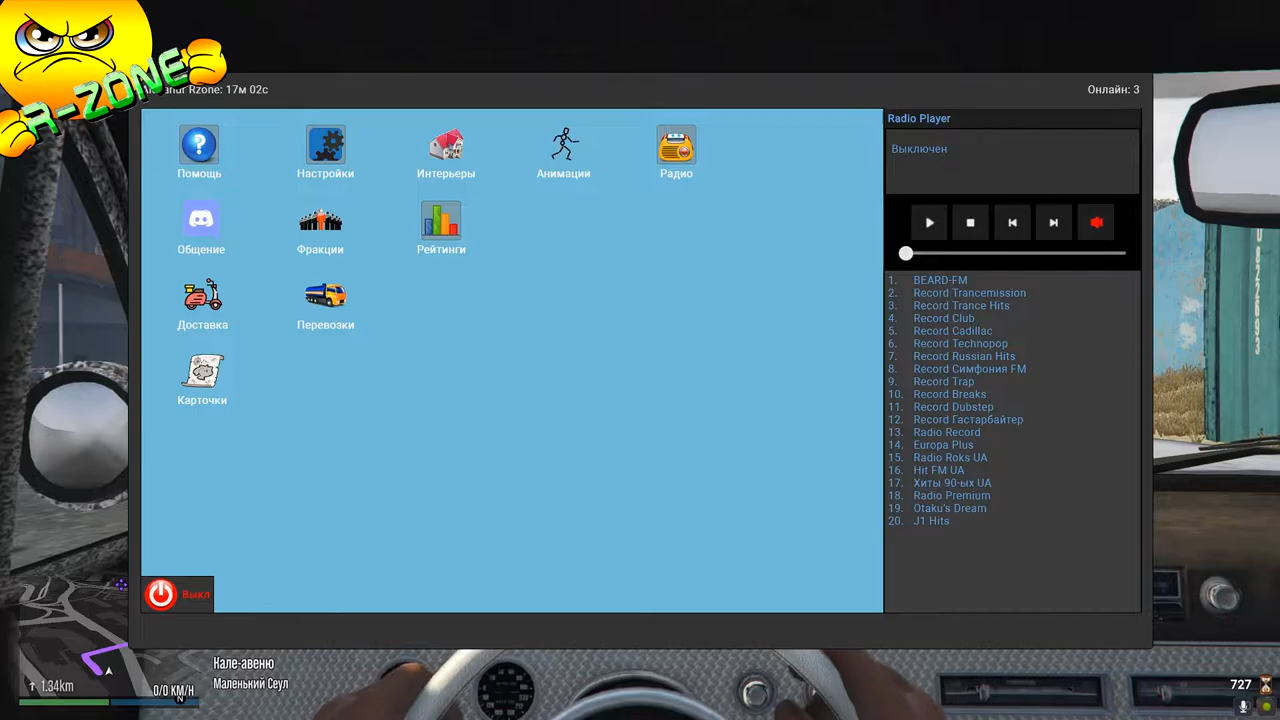 R-ZONE
Rzone: 17м 02с
Онлайн: 3
Помощь
Настройки
Интерьеры
Анимации
Радио
Общение
Фракции
Рейтинги
Доставка
Перевозки
Карточки
Выкл
Radio Player
Выключен
1. BEARD-FM
2. Record Trancemission
3. Record Trance Hits
4. Record Club
5. Record Cadillac
6. Record Technopop
7. Record Russian Hits
8. Record Симфония FM
9. Record Trap
10. Record Breaks
11. Record Dubstep
12. Record Гастарбайтер
13. Radio Record
14. Europa Plus
15. Radio Roks UA
16. Hit FM UA
17. Хиты 90-ых UA
18. Radio Premium
19. Otaku's Dream
20. J1 Hits
U 822693
Кале-авеню
Маленький Сеул
1.34km
0/0 KM/H
N
727